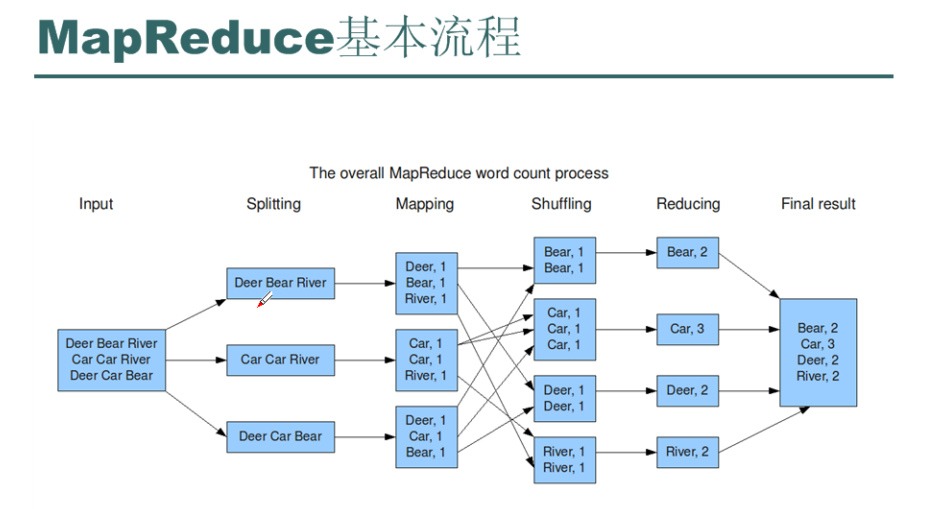 MapReduce基本流程
The overall MapReduce word count process
Input
Splitting
Mapping
Shuffling
Reducing
Final result
Deer Bear River
Car Car River
Deer Car Bear
Deer Bear River
Car Car River
Deer Car Bear
Deer, 1
Bear, 1
River, 1
Car, 1
Car, 1
River, 1
Deer, 1
Car, 1
Bear, 1
Bear, 1
Bear, 1
Car, 1
Car, 1
Car, 1
Deer, 1
Deer, 1
River, 1
River, 1
Bear, 2
Car, 3
Deer, 2
River, 2
Bear, 2
Car, 3
Deer, 2
River, 2